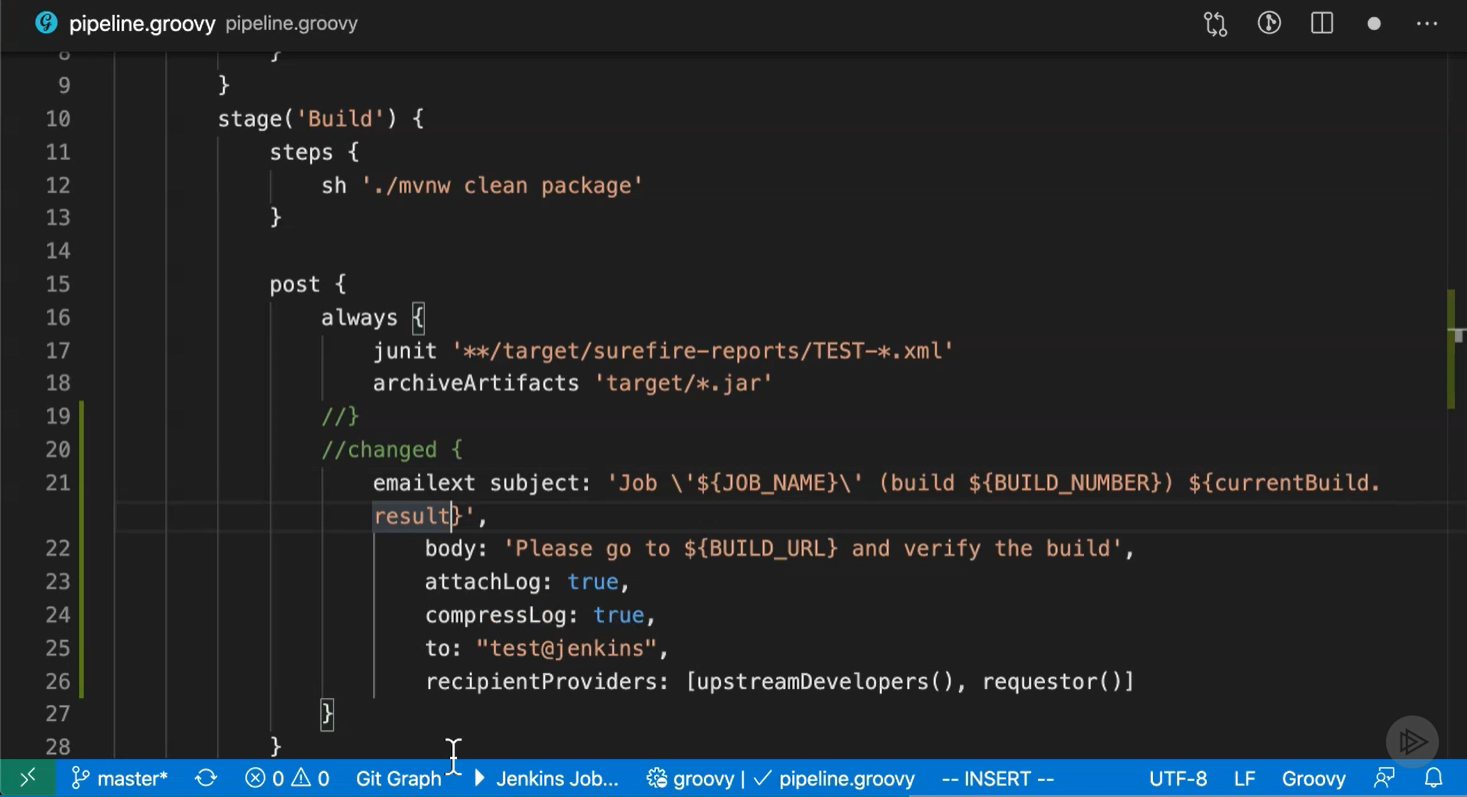 pipeline.groovy pipeline.groovy
8 }
9 }
10 stage('Build') {
11 steps {
12 sh './mvnw clean package'
13 }
14
15 post {
16 always {
17 junit '**/target/surefire-reports/TEST-*.xml'
18 archiveArtifacts 'target/*.jar'
19 //}
20 //changed {
21 emailext subject: 'Job \'${JOB_NAME}\' (build ${BUILD_NUMBER}) ${currentBuild.
result}',
22 body: 'Please go to ${BUILD_URL} and verify the build',
23 attachLog: true,
24 compressLog: true,
25 to: "test@jenkins",
26 recipientProviders: [upstreamDevelopers(), requestor()]
27 }
28 }
master* 0 0 Git Graph Jenkins Job... groovy | ✓ pipeline.groovy -- INSERT -- UTF-8 LF Groovy